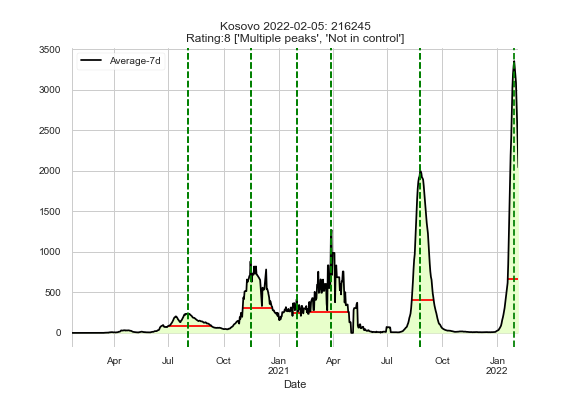 Kosovo 2022-02-05: 216245
Rating:8 ['Multiple peaks', 'Not in control']
Average-7d
3500
3000
2500
2000
1500
1000
500
0
Apr Jul Oct Jan Apr Jul Oct Jan
2021 2022
Date